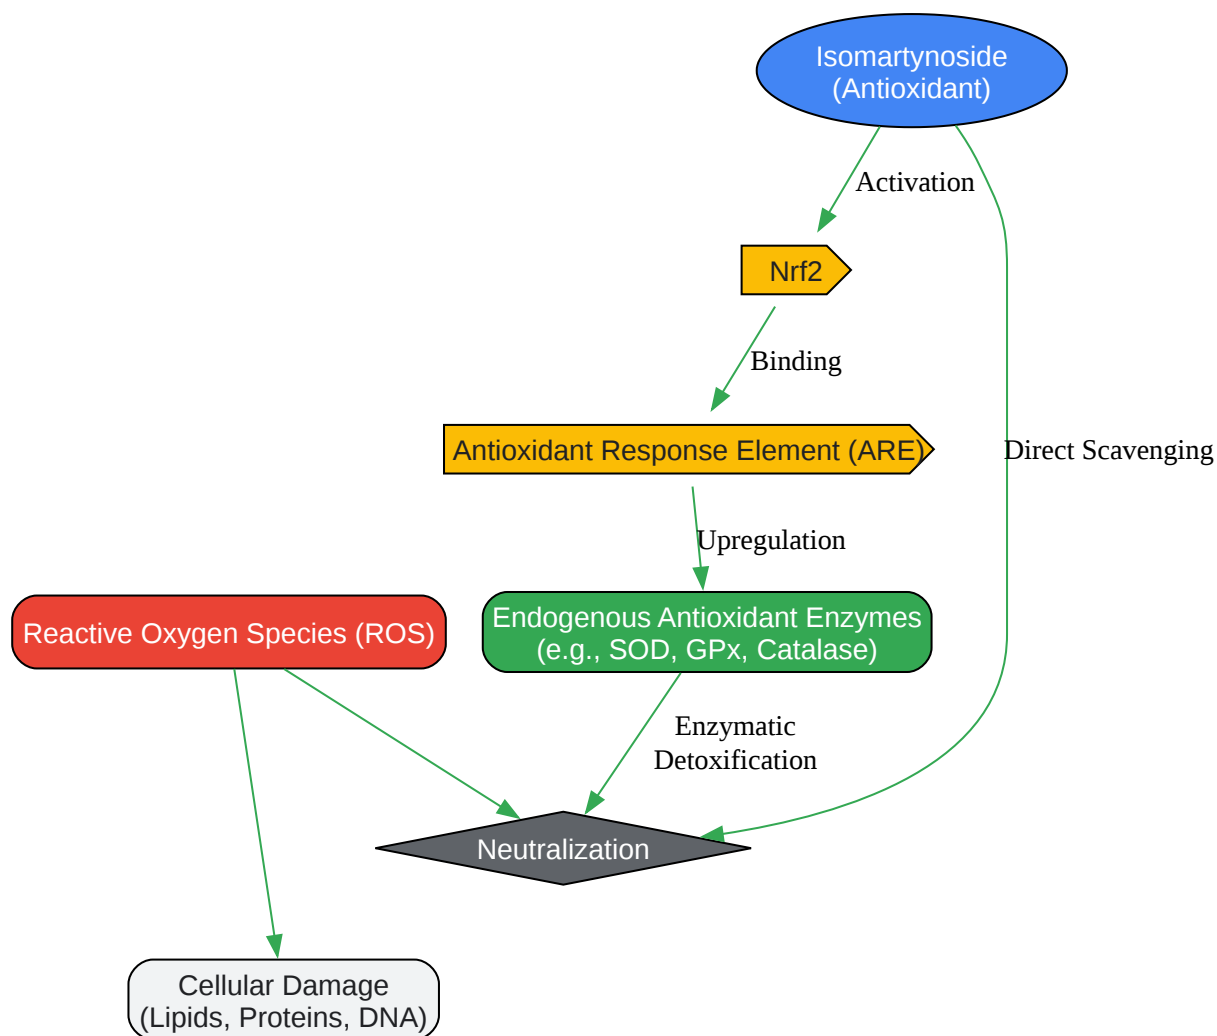 Isomartynoside
(Antioxidant)
Activation
Nrf2
Binding
Antioxidant Response Element (ARE)
Direct Scavenging
Upregulation
Reactive Oxygen Species (ROS)
Endogenous Antioxidant Enzymes
(e.g., SOD, GPx, Catalase)
Enzymatic
Detoxification
Neutralization
Cellular Damage
(Lipids, Proteins, DNA)